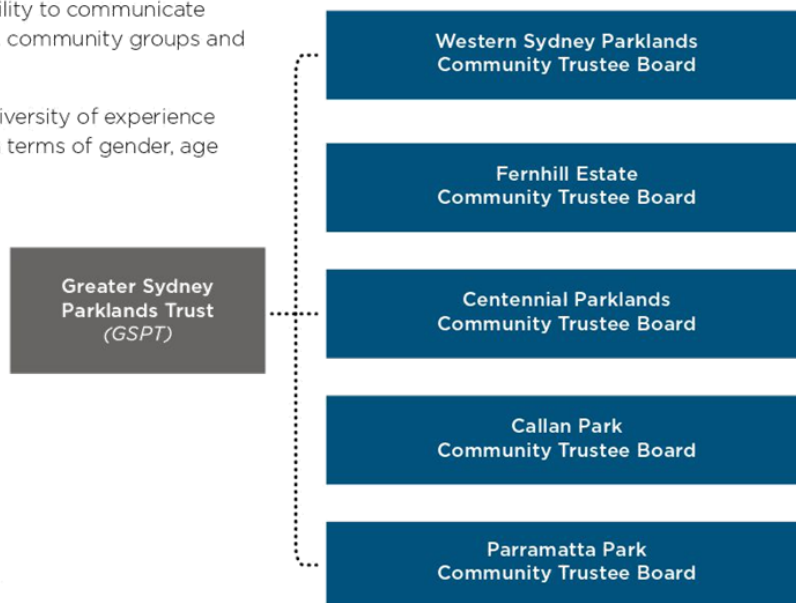 ility to communicate
community groups and
iversity of experience
terms of gender, age
Western Sydney Parklands
Community Trustee Board
Fernhill Estate
Community Trustee Board
Greater Sydney
Parklands Trust
(GSPT)
Centennial Parklands
Community Trustee Board
Callan Park
Community Trustee Board
Parramatta Park
Community Trustee Board